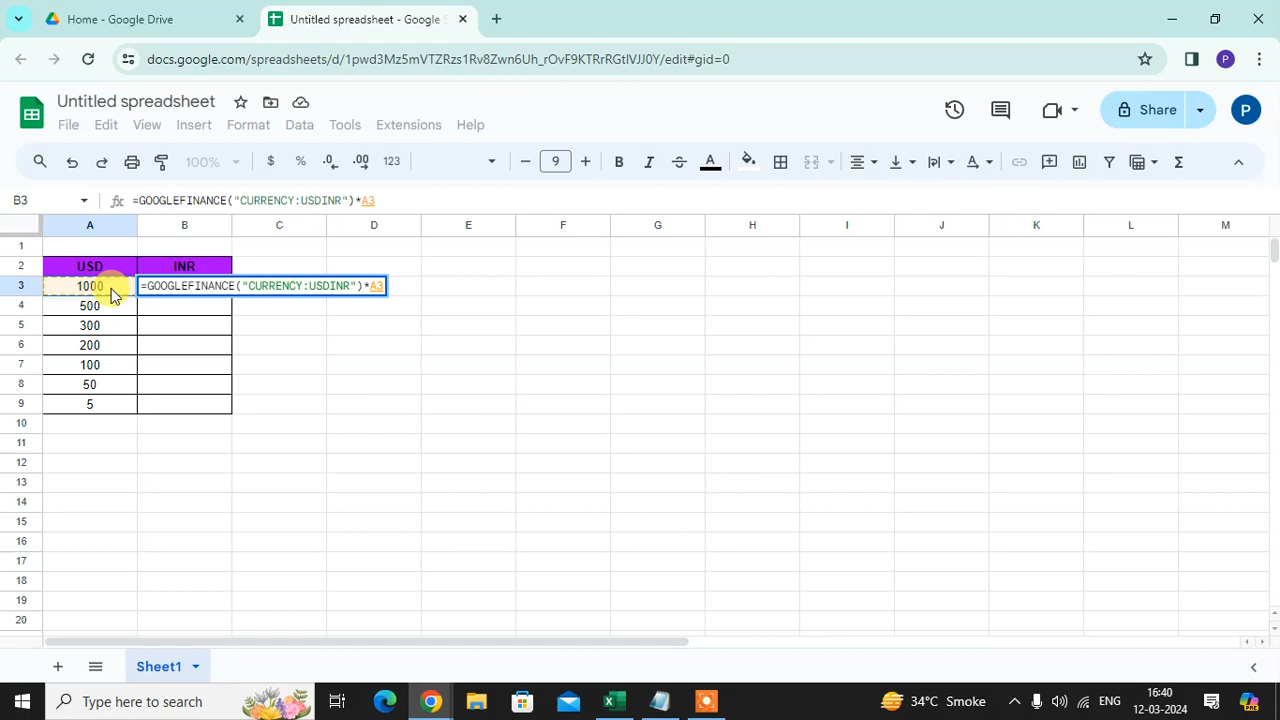 Home - Google Drive
Untitled spreadsheet - Google S
docs.google.com/spreadsheets/d/1pwd3Mz5mVTZRzs1Rv8Zwn6Uh_rOvF9KTRrRGtlVJJ0Y/edit#gid=0
P
Untitled spreadsheet
File Edit View Insert Format Data Tools Extensions Help
Share
P
100% $ % .0 .00 123 9 B I A
B3 fx =GOOGLEFINANCE("CURRENCY:USDINR")*A3
A B C D E F G H I J K L M
1
2 USD INR
3 1000 =GOOGLEFINANCE("CURRENCY:USDINR")*A3
4 500
5 300
6 200
7 100
8 50
9 5
10
11
12
13
14
15
16
17
18
19
20
Sheet1
Type here to search
34°C Smoke
ENG
16:40
12-03-2024